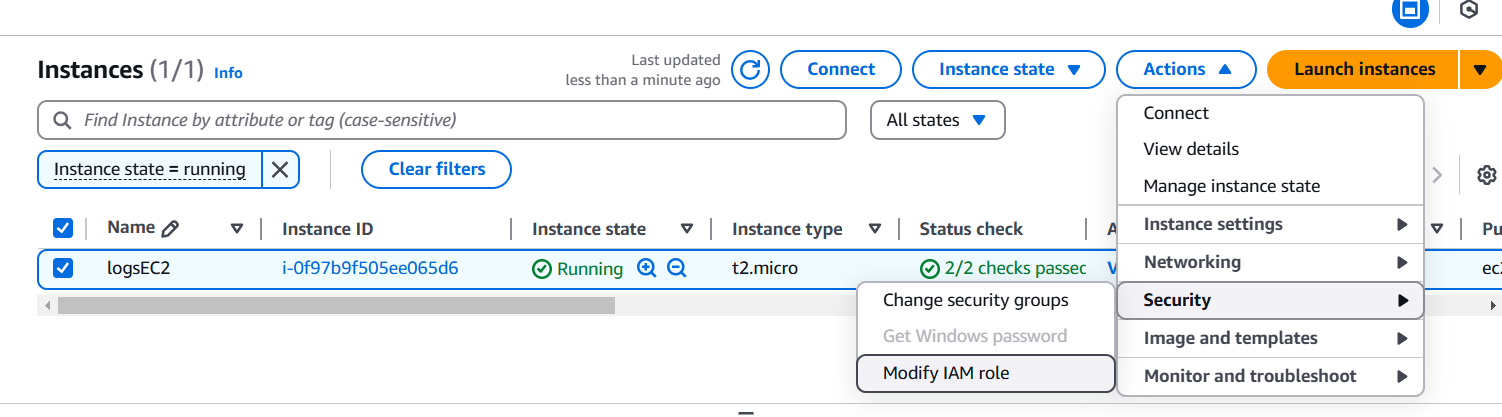 Instances (1/1) Info
Last updated
less than a minute ago
Connect
Instance state
Actions
Launch instances
Find Instance by attribute or tag (case-sensitive)
All states
Instance state = running
Clear filters
Connect
View details
Manage instance state
Instance settings
Networking
Security
Image and templates
Monitor and troubleshoot
Name
Instance ID
Instance state
Instance type
Status check
A
Pu
logsEC2
i-0f97b9f505ee065d6
Running
t2.micro
2/2 checks passec
V
ec2
Change security groups
Get Windows password
Modify IAM role